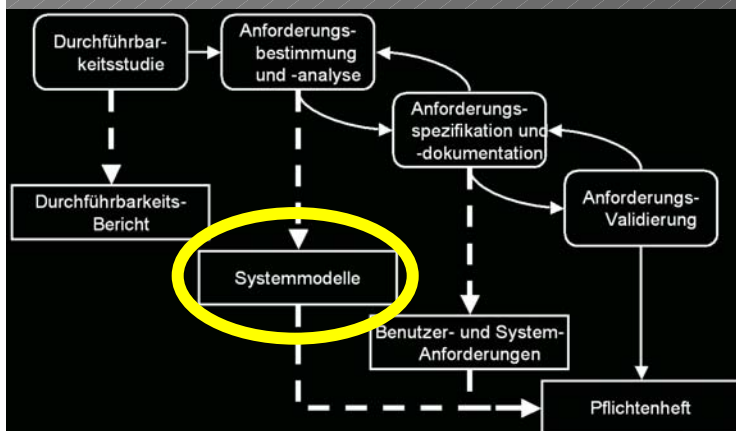 Durchführbar-
keitsstudie
Anforderungs-
bestimmung
und -analyse
Anforderungs-
spezifikation und
-dokumentation
Anforderungs-
Validierung
Durchführbarkeits-
Bericht
Systemmodelle
Benutzer- und System-
Anforderungen
Pflichtenheft